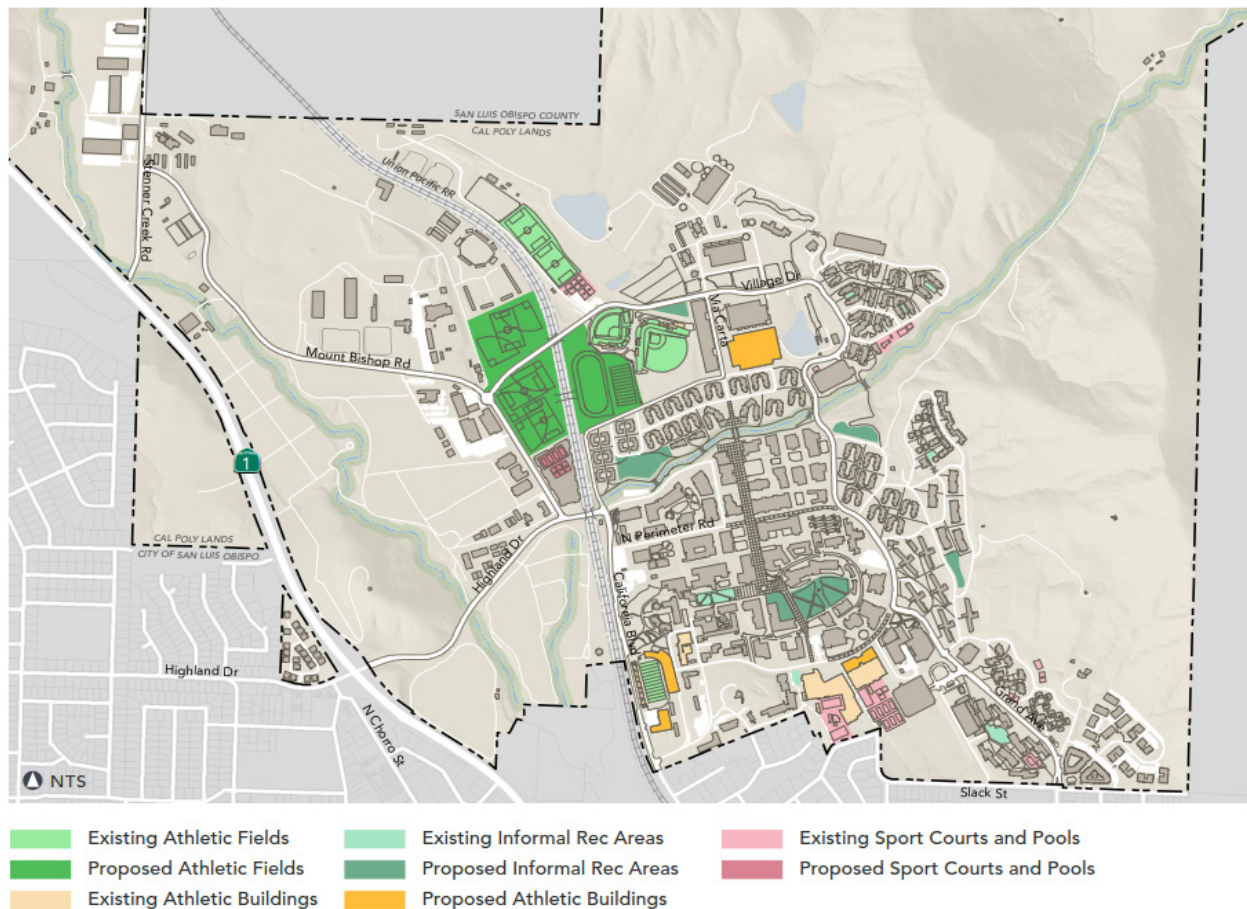 SAN LUIS OBISPO COUNTY
CAL POLY LANDS
Union Pacific RR
Stenner Creek Rd
Village Dr
Via Carta
Mount Bishop Rd
1
N Perimeter Rd
CAL POLY LANDS
CITY OF SAN LUIS OBISPO
Highland Dr
California Blvd
Highland Dr
N Chorro St
Grand Ave
NTS
Slack St
Existing Athletic Fields
Existing Informal Rec Areas
Existing Sport Courts and Pools
Proposed Athletic Fields
Proposed Informal Rec Areas
Proposed Sport Courts and Pools
Existing Athletic Buildings
Proposed Athletic Buildings